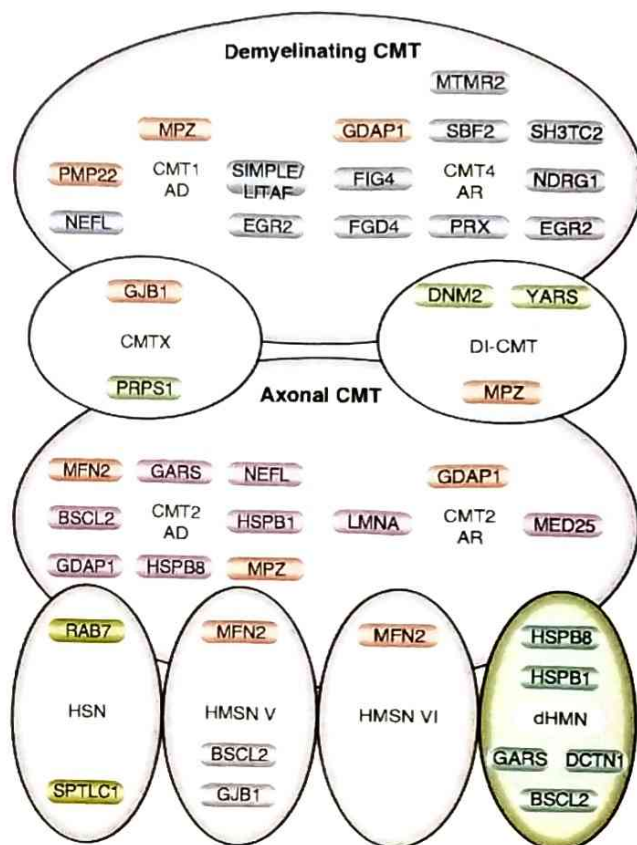 Demyelinating CMT
MTMR2
MPZ
GDAP1
SBF2
SH3TC2
PMP22
CMT1
AD
SIMPLE/
LITAF
FIG4
CMT4
AR
NDRG1
NEFL
EGR2
FGD4
PRX
EGR2
GJB1
CMTX
PRPS1
DNM2
YARS
DI-CMT
MPZ
Axonal CMT
MFN2
GARS
NEFL
GDAP1
BSCL2
CMT2
AD
HSPB1
LMNA
CMT2
AR
MED25
GDAP1
HSPB8
MPZ
RAB7
HSN
SPTLC1
MFN2
HMSN V
BSCL2
GJB1
MFN2
HMSN VI
HSPB8
HSPB1
dHMN
GARS
DCTN1
BSCL2